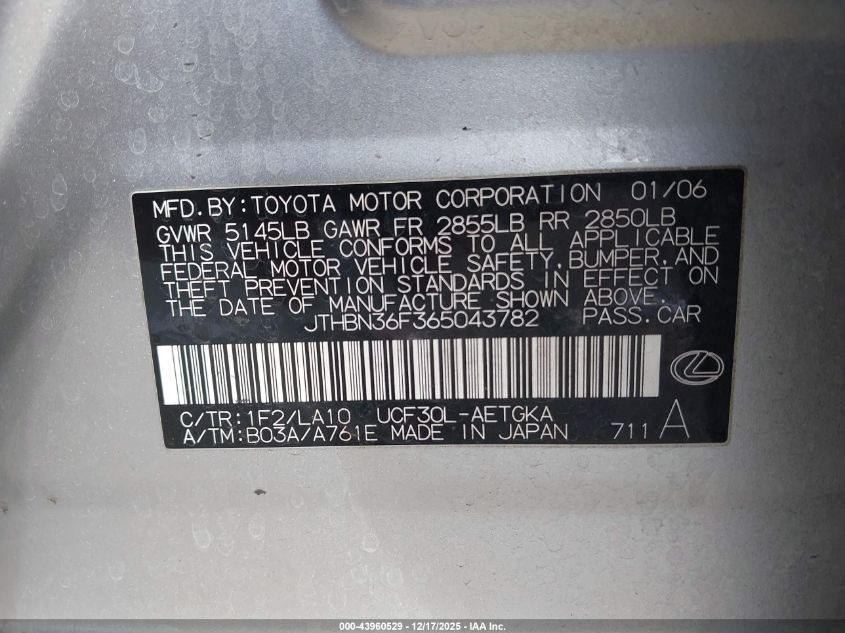 MFD. BY: TOYOTA MOTOR CORPORATION 01/06
GVWR 5145LB GAWR FR 2855LB RR 2850LB
THIS VEHICLE CONFORMS TO ALL APPLICABLE
FEDERAL MOTOR VEHICLE SAFETY, BUMPER, AND
THEFT PREVENTION STANDARDS IN EFFECT ON
THE DATE OF MANUFACTURE SHOWN ABOVE.
JTHBN36F365043782 PASS. CAR
C/TR: 1F2/LA10 UCF30L-AETGKA
A/TM: B03A/A761E MADE IN JAPAN 711 A
000-43960529 - 12/17/2025 - IAA Inc.